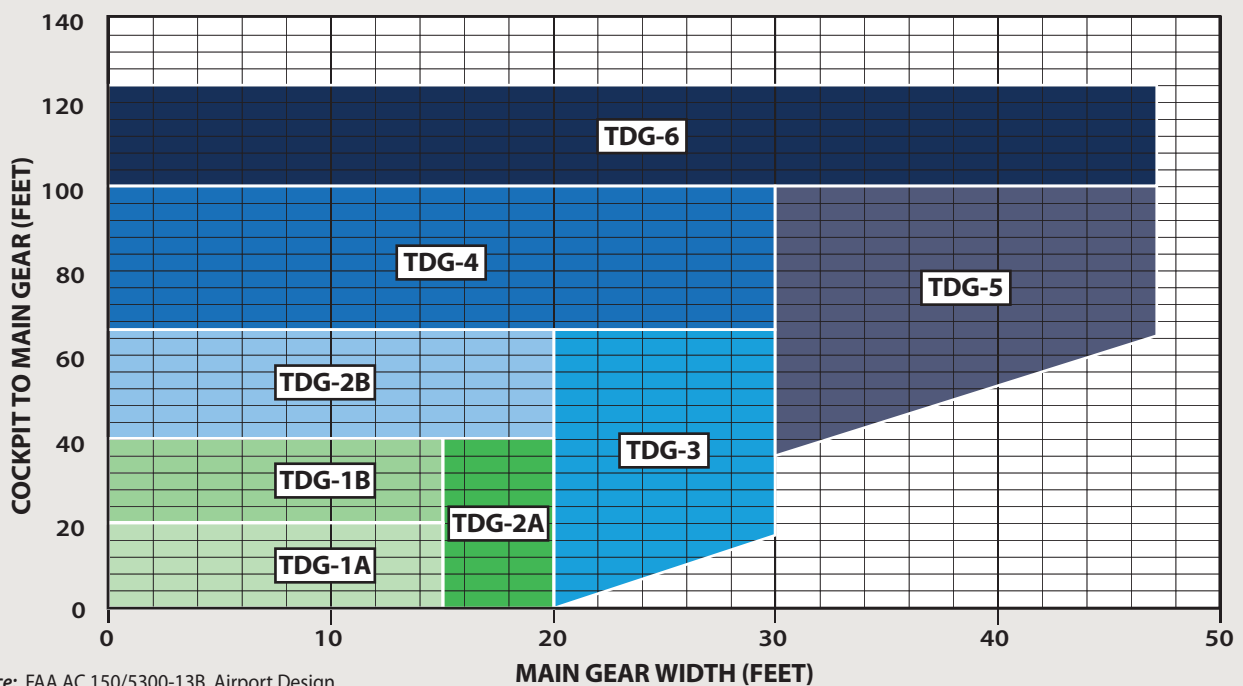 140
120
100
80
60
40
20
0
COCKPIT TO MAIN GEAR (FEET)
TDG-6
TDG-4
TDG-5
TDG-2B
TDG-3
TDG-1B
TDG-2A
TDG-1A
0 10 20 30 40 50
MAIN GEAR WIDTH (FEET)
FAA AC 150/5300-13B, Airport Design